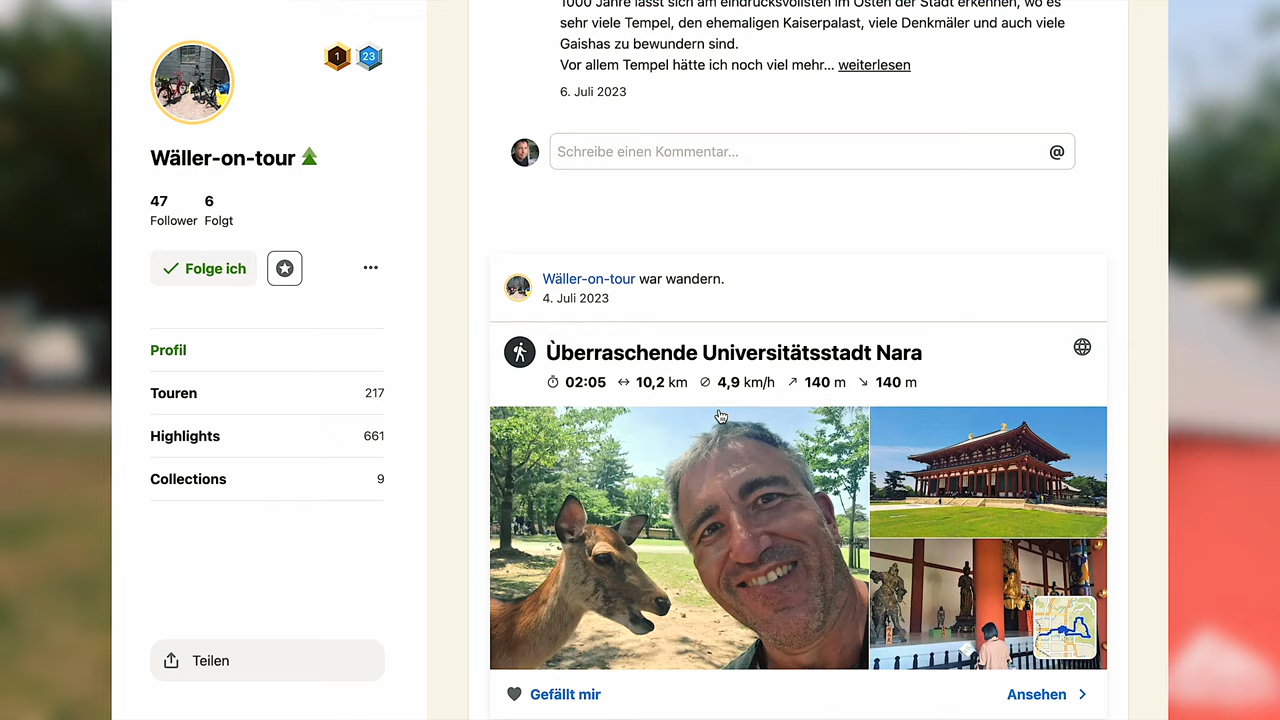 1000 Jahre lässt sich am eindrucksvollsten im Osten der Stadt erkennen, wo es
sehr viele Tempel, den ehemaligen Kaiserpalast, viele Denkmäler und auch viele
Gaishas zu bewundern sind.
Vor allem Tempel hätte ich noch viel mehr... weiterlesen
6. Juli 2023
Schreibe einen Kommentar...
@
1
23
Wäller-on-tour
47 6
Follower Folgt
Folge ich
Profil
Touren 217
Highlights 661
Collections 9
Teilen
Wäller-on-tour war wandern.
4. Juli 2023
Ùberraschende Universitätsstadt Nara
02:05 10,2 km 4,9 km/h 140 m 140 m
Gefällt mir
Ansehen